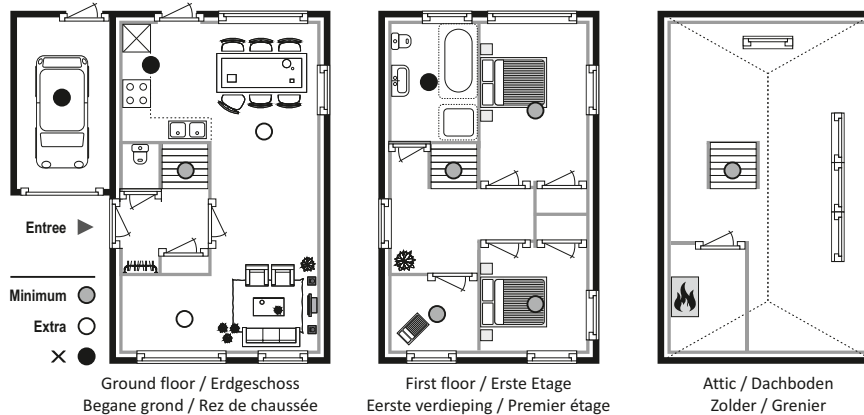 Entree
Minimum
Extra
Ground floor / Erdgeschoss
Begane grond / Rez de chaussée
First floor / Erste Etage
Eerste verdieping / Premier étage
Attic / Dachboden
Zolder / Grenier